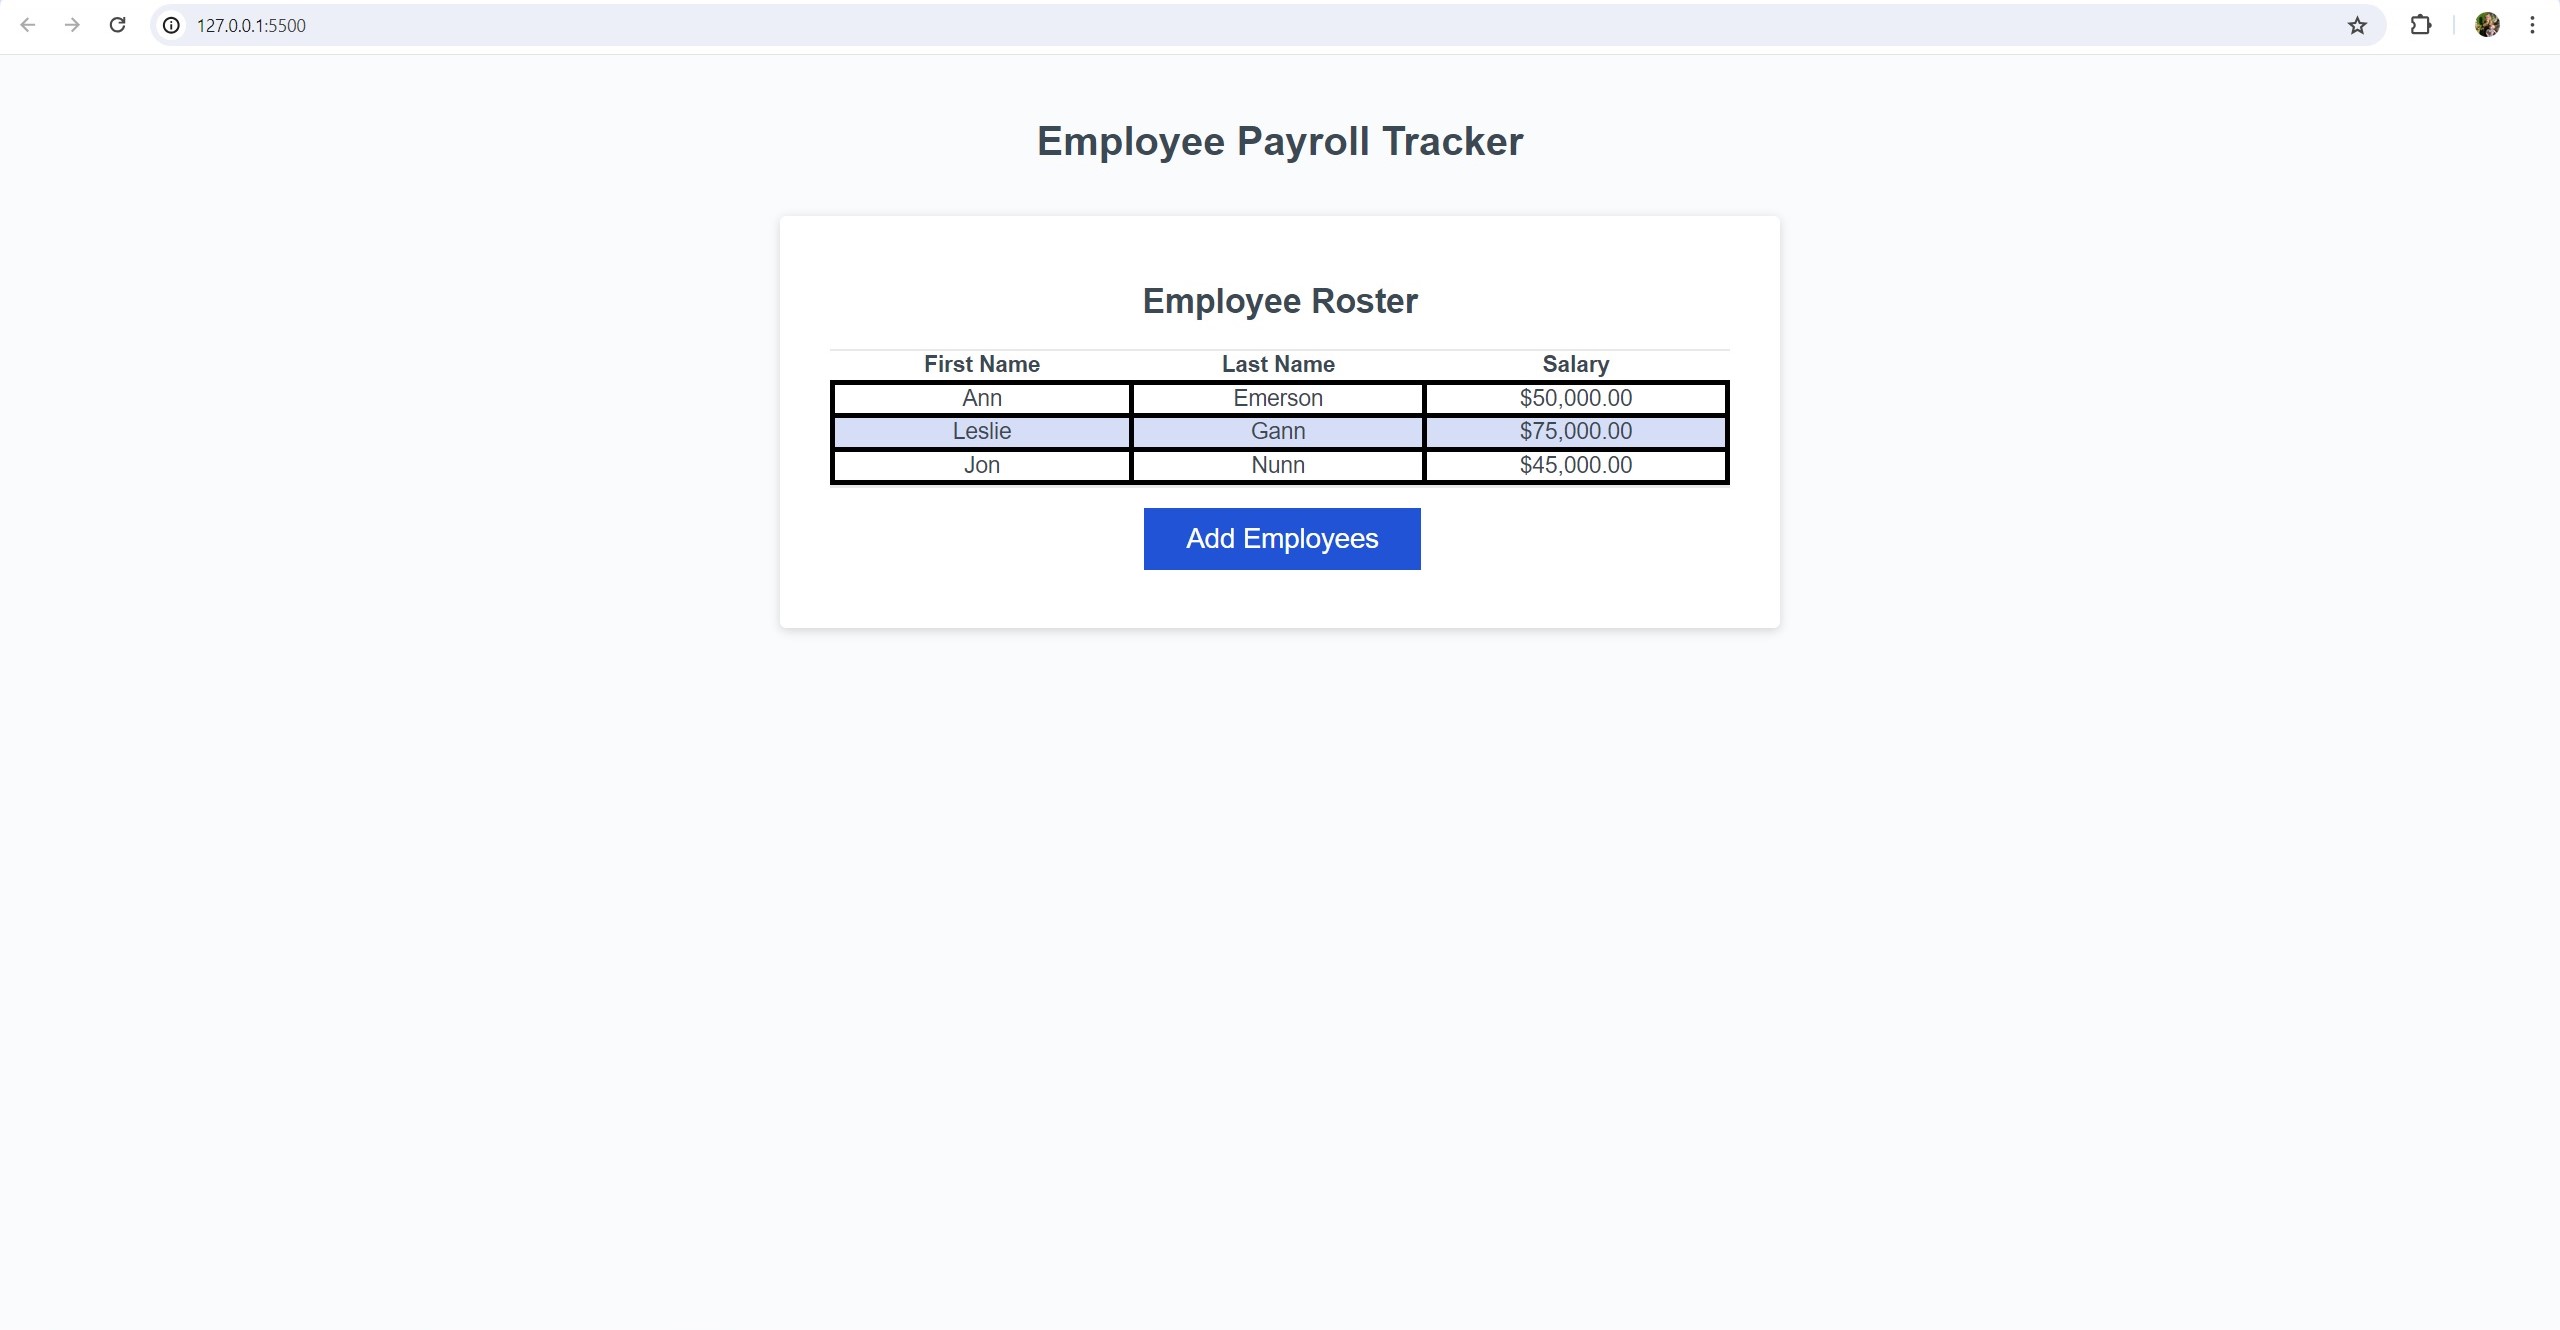 127.0.0.1:5500
Employee Payroll Tracker
Employee Roster
First Name Last Name Salary
Ann Emerson $50,000.00
Leslie Gann $75,000.00
Jon Nunn $45,000.00
Add Employees